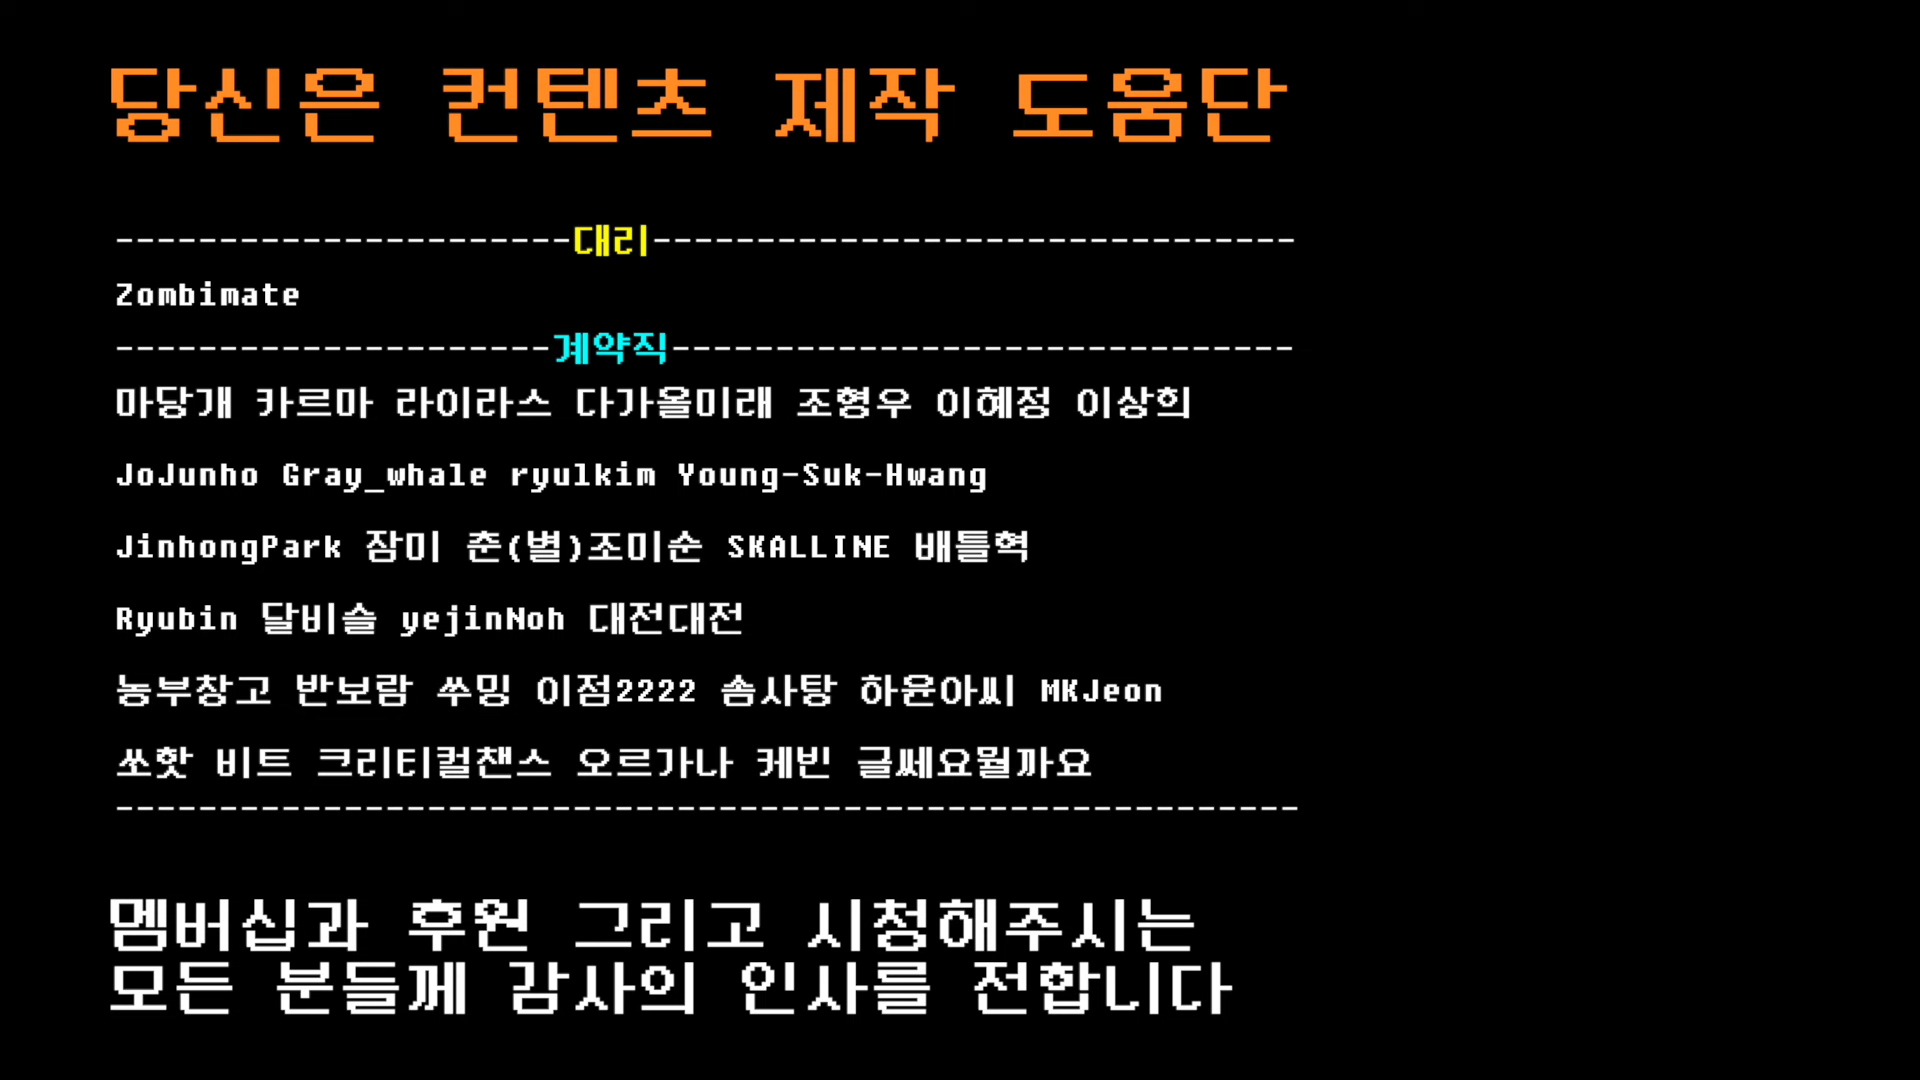 당신은 컨텐츠 제작 도움단
----------------------대리-------------------------------
Zombimate
---------------------계약직------------------------------
마당개 카르마 라이라스 다가올미래 조형우 이혜정 이상희
JoJunho Gray_whale ryulkim Young-Suk-Hwang
JinhongPark 잠미 춘(별)조미순 SKALLINE 배틀혁
Ryubin 달비슬 yejinNoh 대전대전
농부창고 반보람 쑤밍 이점2222 솜사탕 하윤아씨 MKJeon
쏘핫 비트 크리티컬챈스 오르가나 케빈 글쎄요뭘까요
---------------------------------------------------------
멤버십과 후원 그리고 시청해주시는
모든 분들께 감사의 인사를 전합니다